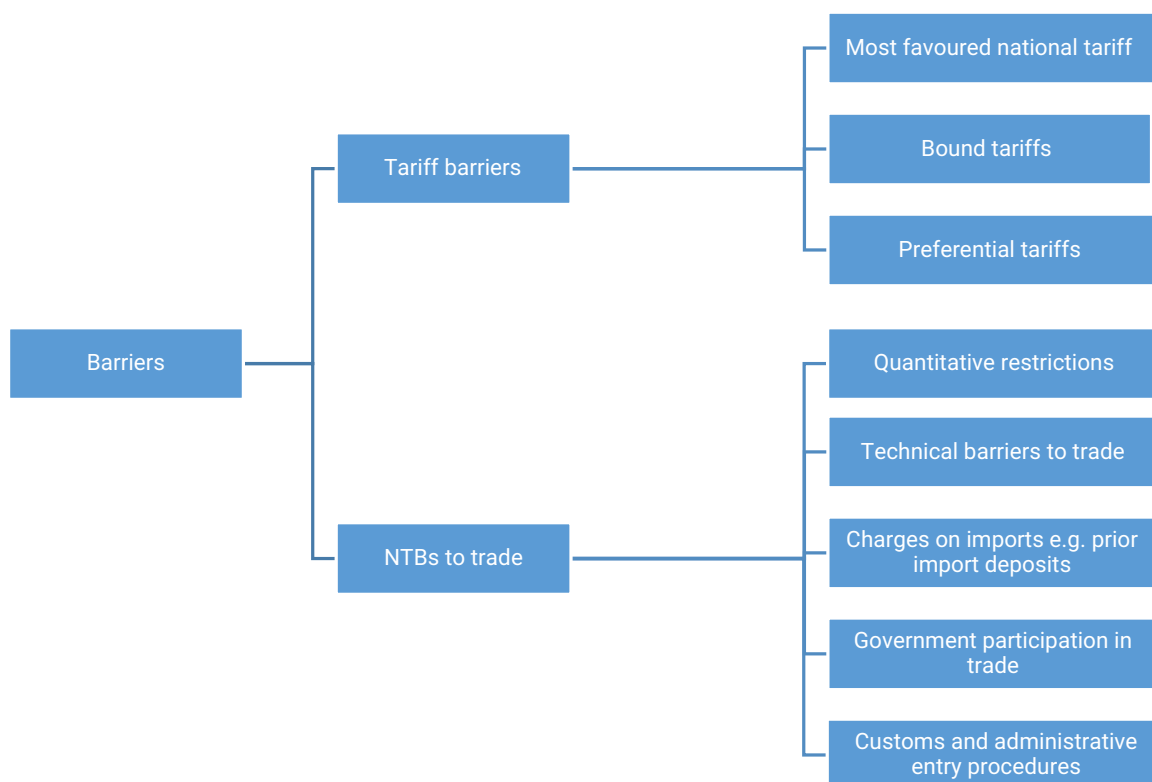 Barriers
Tariff barriers
Most favoured national tariff
Bound tariffs
Preferential tariffs
NTBs to trade
Quantitative restrictions
Technical barriers to trade
Charges on imports e.g. prior
import deposits
Government participation in
trade
Customs and administrative
entry procedures